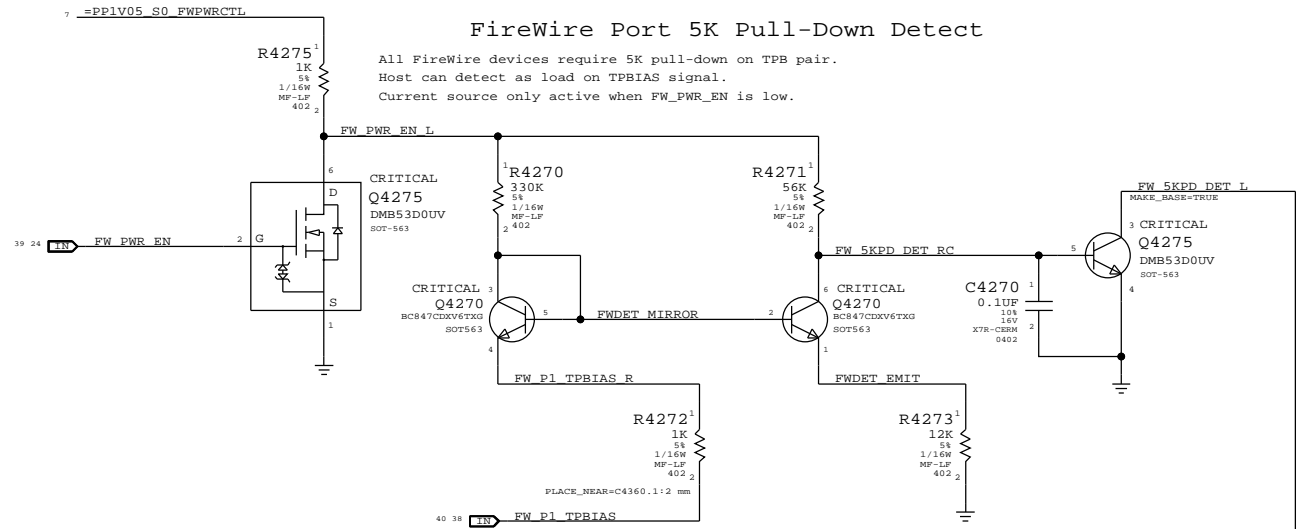 7 =PP1V05_S0_FWPWRCTL
FireWire Port 5K Pull-Down Detect
All FireWire devices require 5K pull-down on TPB pair.
Host can detect as load on TPBIAS signal.
Current source only active when FW_PWR_EN is low.
R4275 1
1K
5%
1/16W
MF-LF
402 2
FW_PWR_EN_L
6
D
CRITICAL
Q4275
DMB53D0UV
SOT-563
39 24 IN FW_PWR_EN 2 G
S
1
1 R4270
330K
5%
1/16W
MF-LF
2 402
R4271 1
56K
5%
1/16W
MF-LF
402 2
FW_5KPD_DET_L
MAKE_BASE=TRUE
3 CRITICAL
Q4275
DMB53D0UV
SOT-563
5
4
FW_5KPD_DET_RC
C4270 1
0.1UF
10%
16V
X7R-CERM
0402
2
CRITICAL 3
Q4270
BC847CDXV6TXG
SOT563
5
4
FWDET_MIRROR
6 CRITICAL
Q4270
BC847CDXV6TXG
SOT563
2
1
FW_P1_TPBIAS_R
FWDET_EMIT
R4272 1
1K
5%
1/16W
MF-LF
402 2
PLACE_NEAR=C4360.1:2 mm
R4273 1
12K
5%
1/16W
MF-LF
402 2
40 38 IN FW_P1_TPBIAS